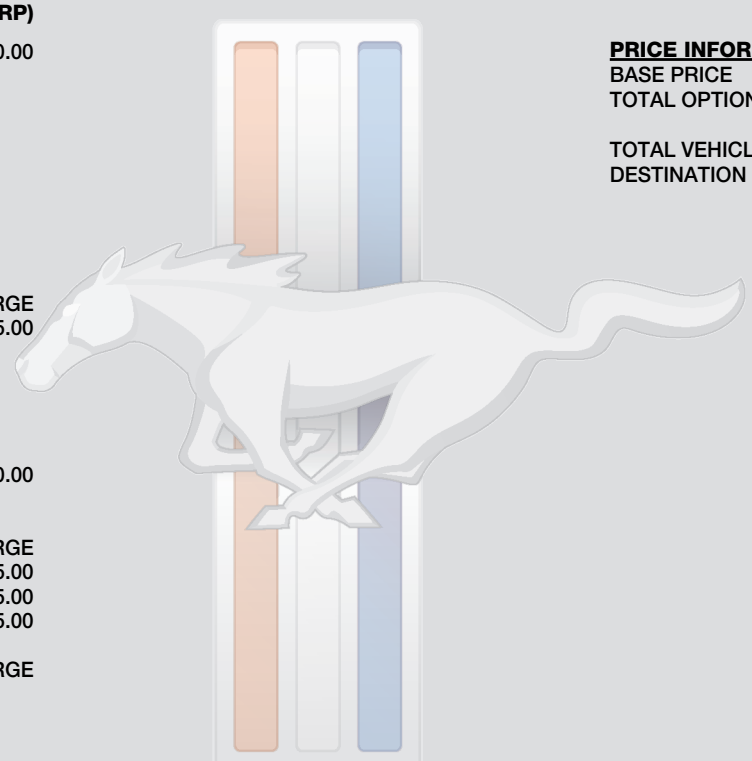 RP)
0.00
RGE
5.00
0.00
RGE
5.00
5.00
5.00
RGE
PRICE INFOR
BASE PRICE
TOTAL OPTION
TOTAL VEHICL
DESTINATION